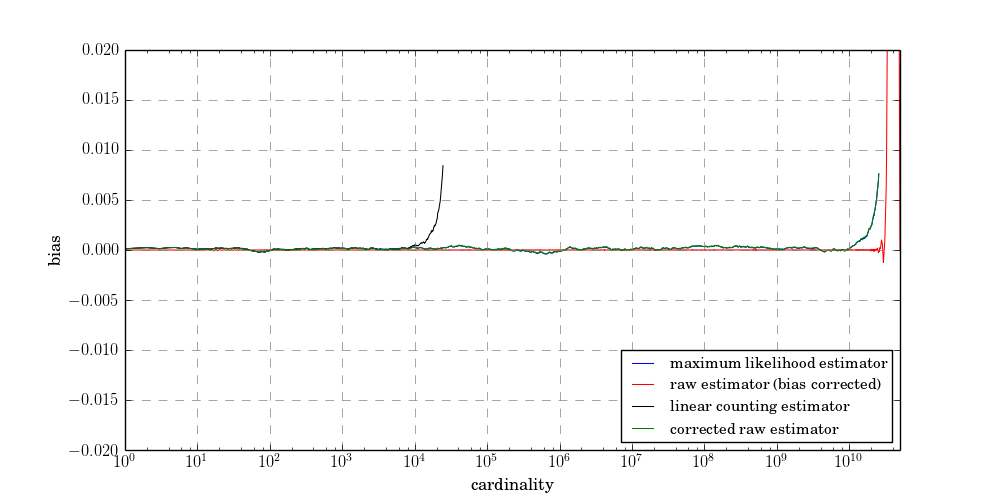 0.020
0.015
0.010
0.005
0.000
−0.005
−0.010
−0.015
−0.020
bias
10^0 10^1 10^2 10^3 10^4 10^5 10^6 10^7 10^8 10^9 10^10
cardinality
maximum likelihood estimator
raw estimator (bias corrected)
linear counting estimator
corrected raw estimator